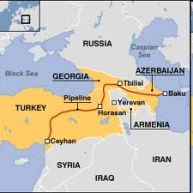 RUSSIA
Caspian
Sea
Black Sea
GEORGIA
Tbilisi
AZERBAIJAN
Baku
TURKEY
Pipeline
Yerevan
Horasan
ARMENIA
Ceyhan
SYRIA
IRAN
IRAQ